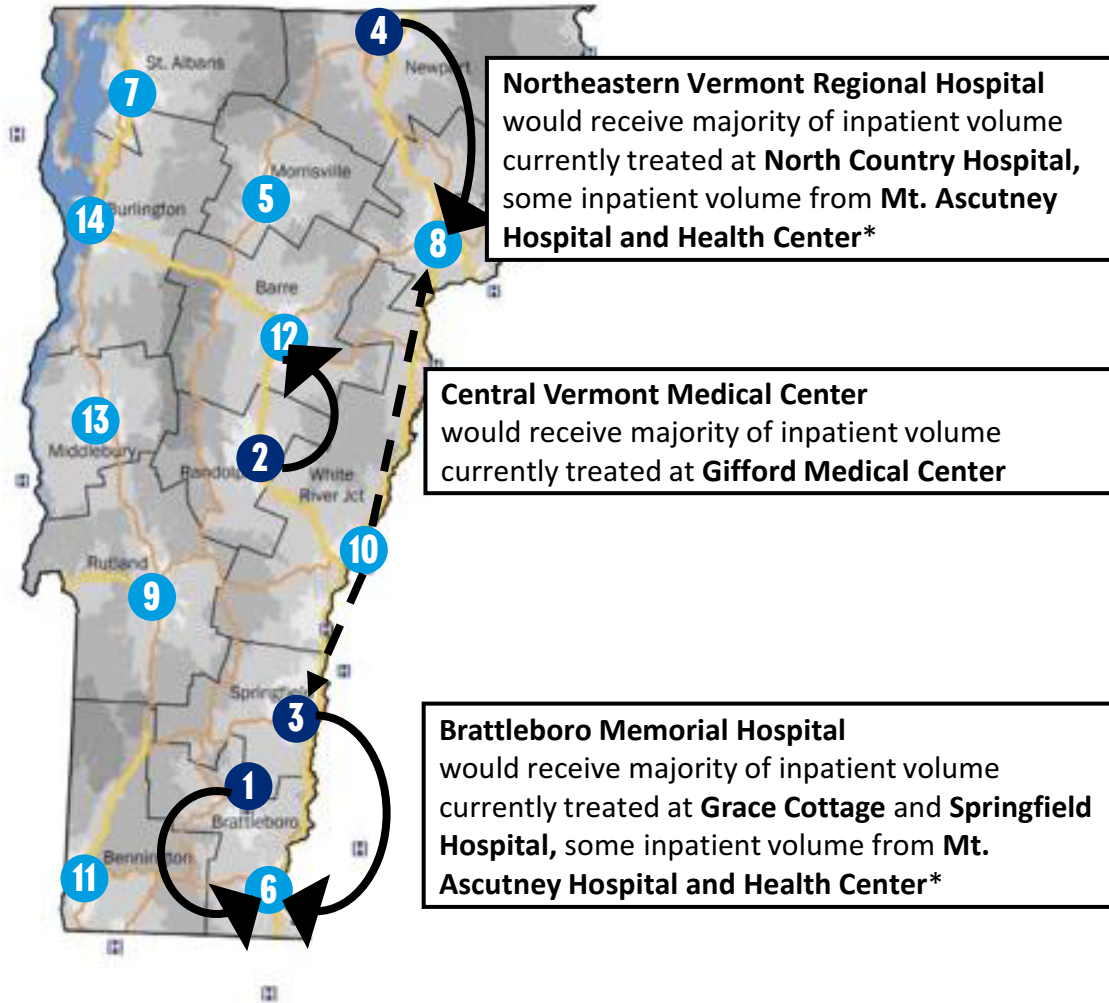 4
St. Albans
Newport
7
Northeastern Vermont Regional Hospital
would receive majority of inpatient volume
currently treated at North Country Hospital,
some inpatient volume from Mt. Ascutney
Hospital and Health Center*
H
Morrisville
5
14
Burlington
8
Barre
H
12
Central Vermont Medical Center
would receive majority of inpatient volume
currently treated at Gifford Medical Center
13
Middlebury
2
Randolph
White
River Jct
H
10
Rutland
9
H
H
Springfield
3
Brattleboro Memorial Hospital
would receive majority of inpatient volume
currently treated at Grace Cottage and Springfield
Hospital, some inpatient volume from Mt.
Ascutney Hospital and Health Center*
1
Brattleboro
H
Bennington
11
6
H
H